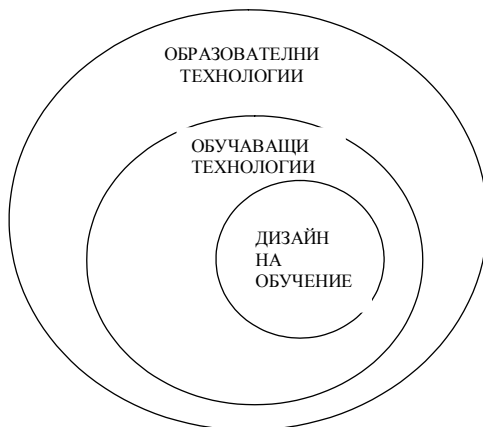 ОБРАЗОВАТЕЛНИ
ТЕХНОЛОГИИ
ОБУЧАВАЩИ
ТЕХНОЛОГИИ
ДИЗАЙН
НА
ОБУЧЕНИЕ